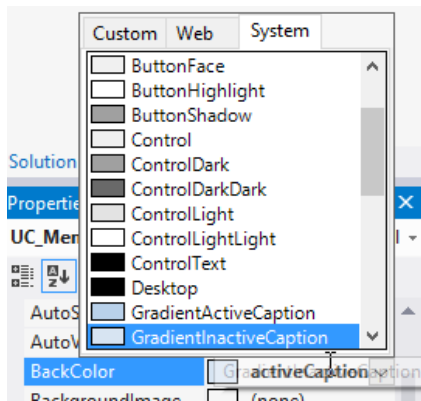 Custom Web System
ButtonFace
ButtonHighlight
ButtonShadow
Control
ControlDark
ControlDarkDark
ControlLight
ControlLightLight
ControlText
Desktop
GradientActiveCaption
GradientInactiveCaption
Solution
Propertie
UC_Men
AutoS
AutoV
BackColor activeCaption
BackgroundImage (none)